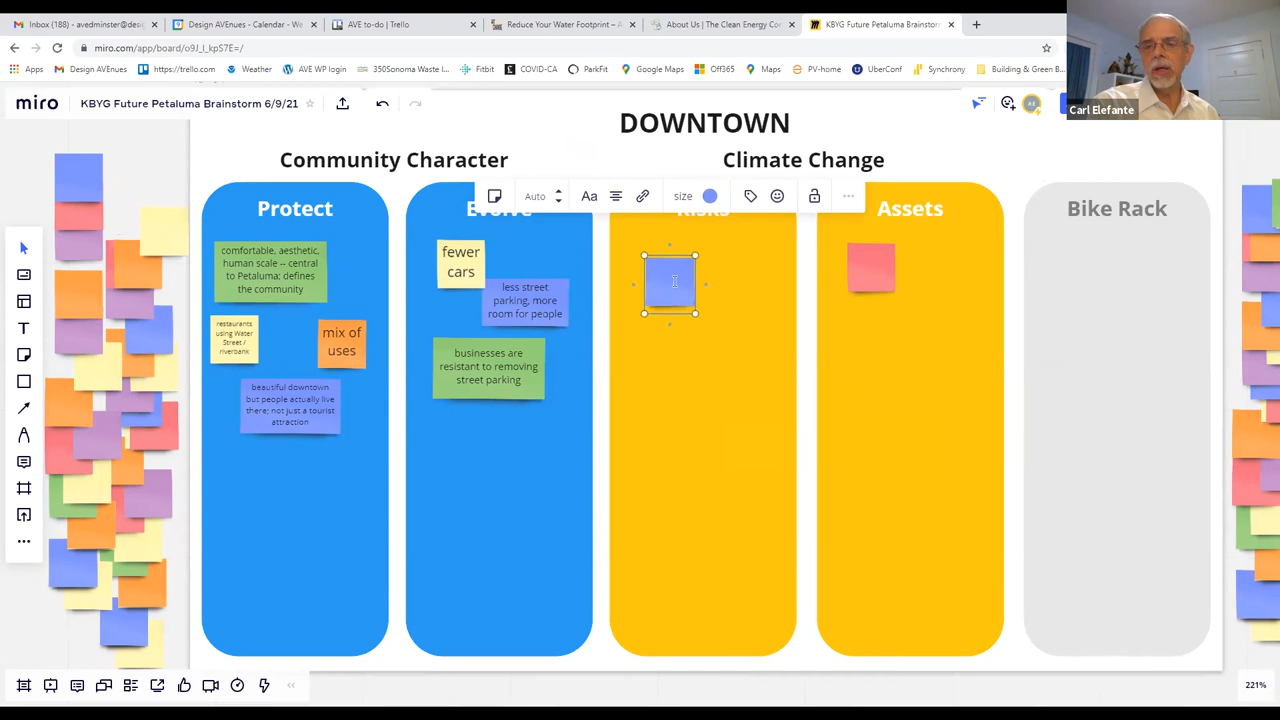 Inbox (188) - avedminster@desig
Design AVEnues - Calendar - We
AVE to-do | Trello
Reduce Your Water Footprint – A
About Us | The Clean Energy Co
KBYG Future Petaluma Brainstorm
miro.com/app/board/o9J_l_kpS7E=/
Apps
Design AVEnues
https://trello.com
Weather
AVE WP login
350Sonoma Waste I...
Fitbit
COVID-CA
ParkFit
Google Maps
Off365
Maps
PV-home
UberConf
Synchrony
Building & Green B...
Carl Elefante
miro
KBYG Future Petaluma Brainstorm 6/9/21
AE
DOWNTOWN
Community Character
Climate Change
Auto
Aa
size
Protect
Evolve
Risks
Assets
Bike Rack
comfortable, aesthetic,
human scale -- central
to Petaluma; defines
the community
restaurants
using Water
Street /
riverbank
mix of
uses
beautiful downtown
but people actually live
there; not just a tourist
attraction
fewer
cars
less street
parking, more
room for people
businesses are
resistant to removing
street parking
T
221%